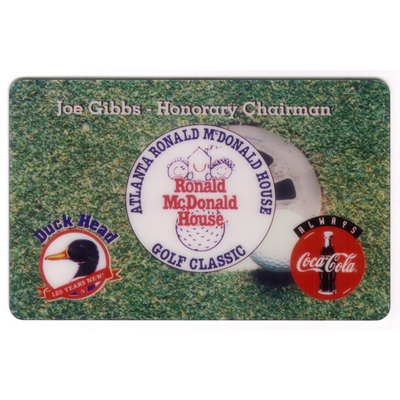 Joe Gibbs - Honorary Chairman
ATLANTA RONALD McDONALD HOUSE
Ronald
McDonald
House
GOLF CLASSIC
Duck Head
125 YEARS NEW!
ALWAYS
Coca-Cola